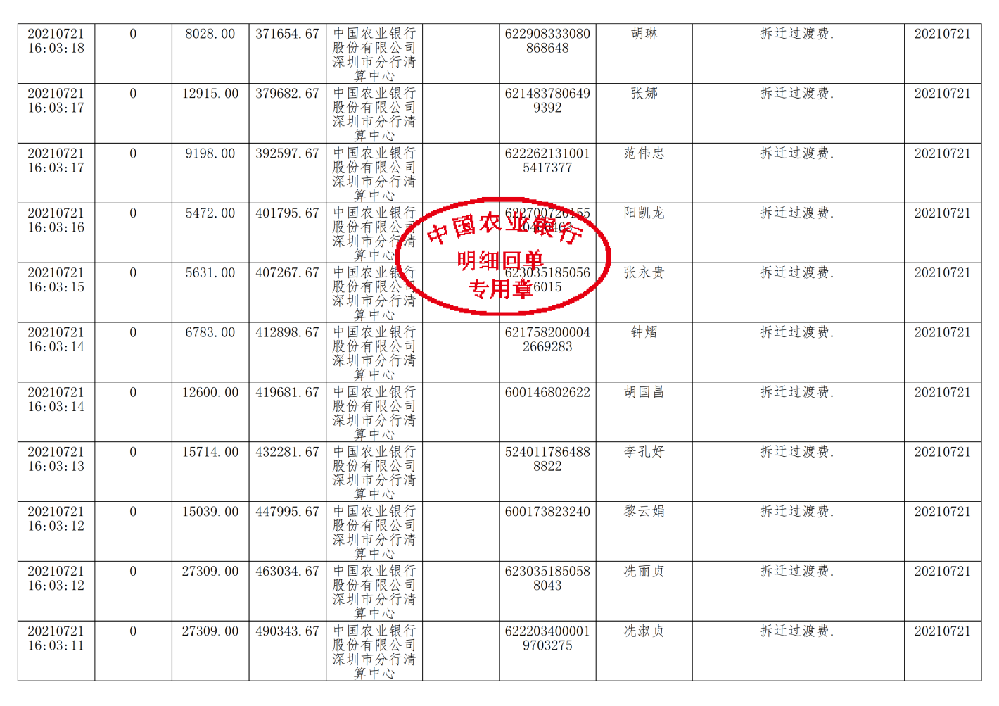 20210721 0 8028.00 371654.67 中国农业银行 622908333080 胡琳 拆迁过渡费. 20210721
16:03:18 股份有限公司 868648
深圳市分行清
算中心
20210721 0 12915.00 379682.67 中国农业银行 621483780649 张娜 拆迁过渡费. 20210721
16:03:17 股份有限公司 9392
深圳市分行清
算中心
20210721 0 9198.00 392597.67 中国农业银行 622262131001 范伟忠 拆迁过渡费. 20210721
16:03:17 股份有限公司 5417377
深圳市分行清
算中心
20210721 0 5472.00 401795.67 中国农业银行 阳凯龙 拆迁过渡费. 20210721
16:03:16 股份有限公司
深圳市分行清
算中心
中国农业银行
明细回单
专用章
20210721 0 5631.00 407267.67 中国农业银行 623035185056 张永贵 拆迁过渡费. 20210721
16:03:15 股份有限公司
深圳市分行清
算中心
20210721 0 6783.00 412898.67 中国农业银行 621758200004 钟熠 拆迁过渡费. 20210721
16:03:14 股份有限公司 2669283
深圳市分行清
算中心
20210721 0 12600.00 419681.67 中国农业银行 600146802622 胡国昌 拆迁过渡费. 20210721
16:03:14 股份有限公司
深圳市分行清
算中心
20210721 0 15714.00 432281.67 中国农业银行 524011786488 李孔好 拆迁过渡费. 20210721
16:03:13 股份有限公司 8822
深圳市分行清
算中心
20210721 0 15039.00 447995.67 中国农业银行 600173823240 黎云娟 拆迁过渡费. 20210721
16:03:12 股份有限公司
深圳市分行清
算中心
20210721 0 27309.00 463034.67 中国农业银行 623035185058 冼丽贞 拆迁过渡费. 20210721
16:03:12 股份有限公司 8043
深圳市分行清
算中心
20210721 0 27309.00 490343.67 中国农业银行 622203400001 冼淑贞 拆迁过渡费. 20210721
16:03:11 股份有限公司 9703275
深圳市分行清
算中心